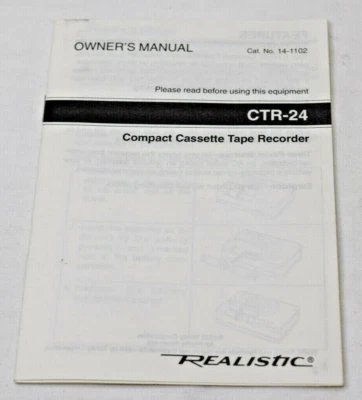 OWNER'S MANUAL
Cat. No. 14-1102
Please read before using this equipment
CTR-24
Compact Cassette Tape Recorder
REALISTIC®